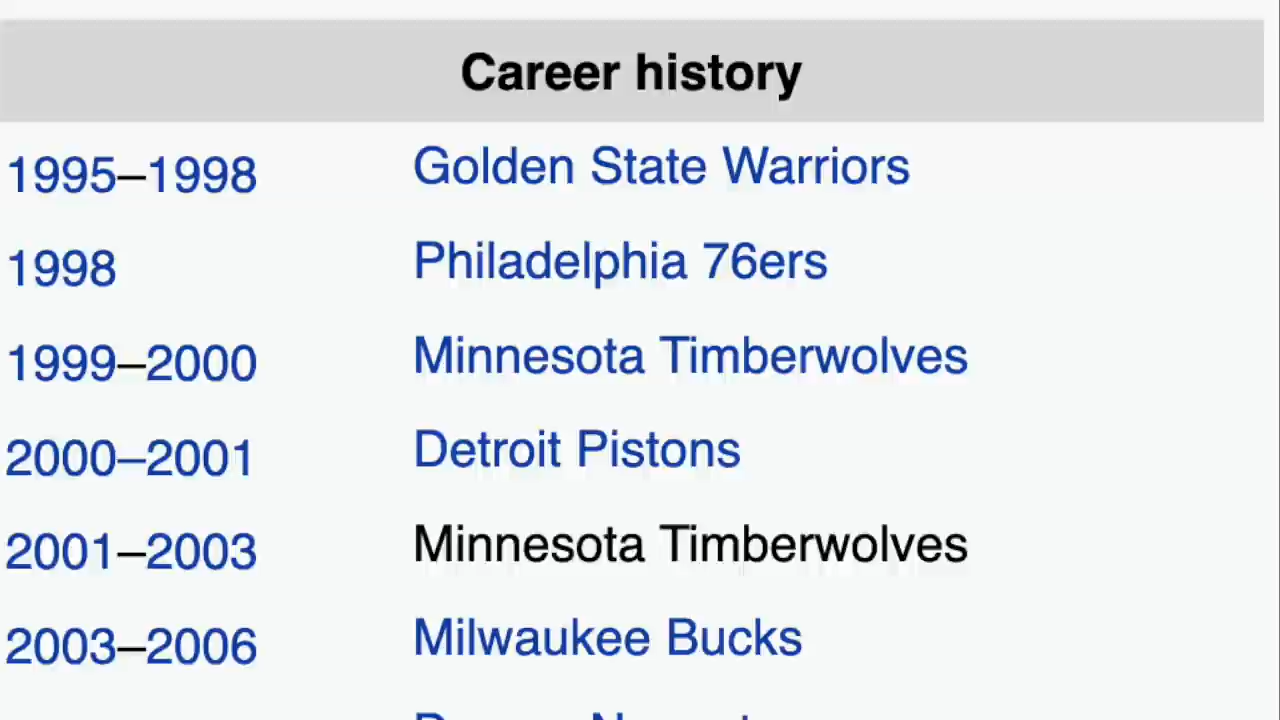 Career history
1995–1998 Golden State Warriors
1998 Philadelphia 76ers
1999–2000 Minnesota Timberwolves
2000–2001 Detroit Pistons
2001–2003 Minnesota Timberwolves
2003–2006 Milwaukee Bucks